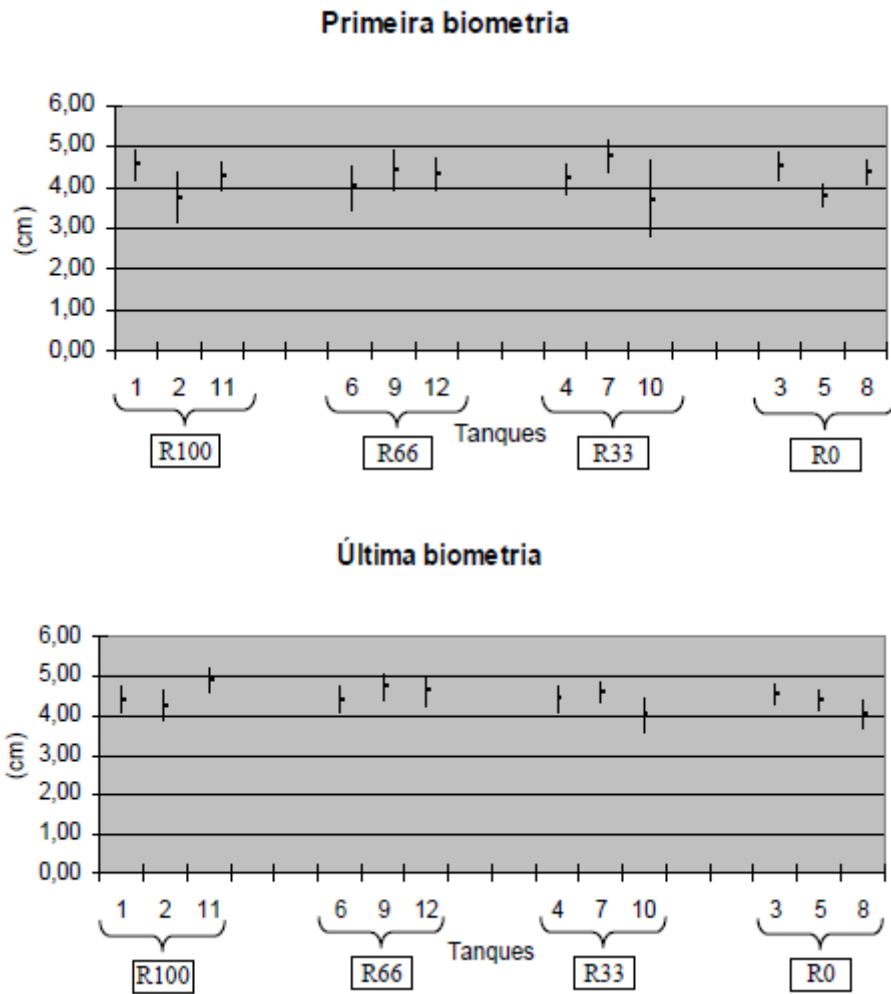 Primeira biometria
6,00
5,00
4,00
3,00
2,00
1,00
0,00
(cm)
1 2 11 6 9 12 4 7 10 3 5 8
Tanques
R100 R66 R33 R0
Última biometria
6,00
5,00
4,00
3,00
2,00
1,00
0,00
(cm)
1 2 11 6 9 12 4 7 10 3 5 8
Tanques
R100 R66 R33 R0